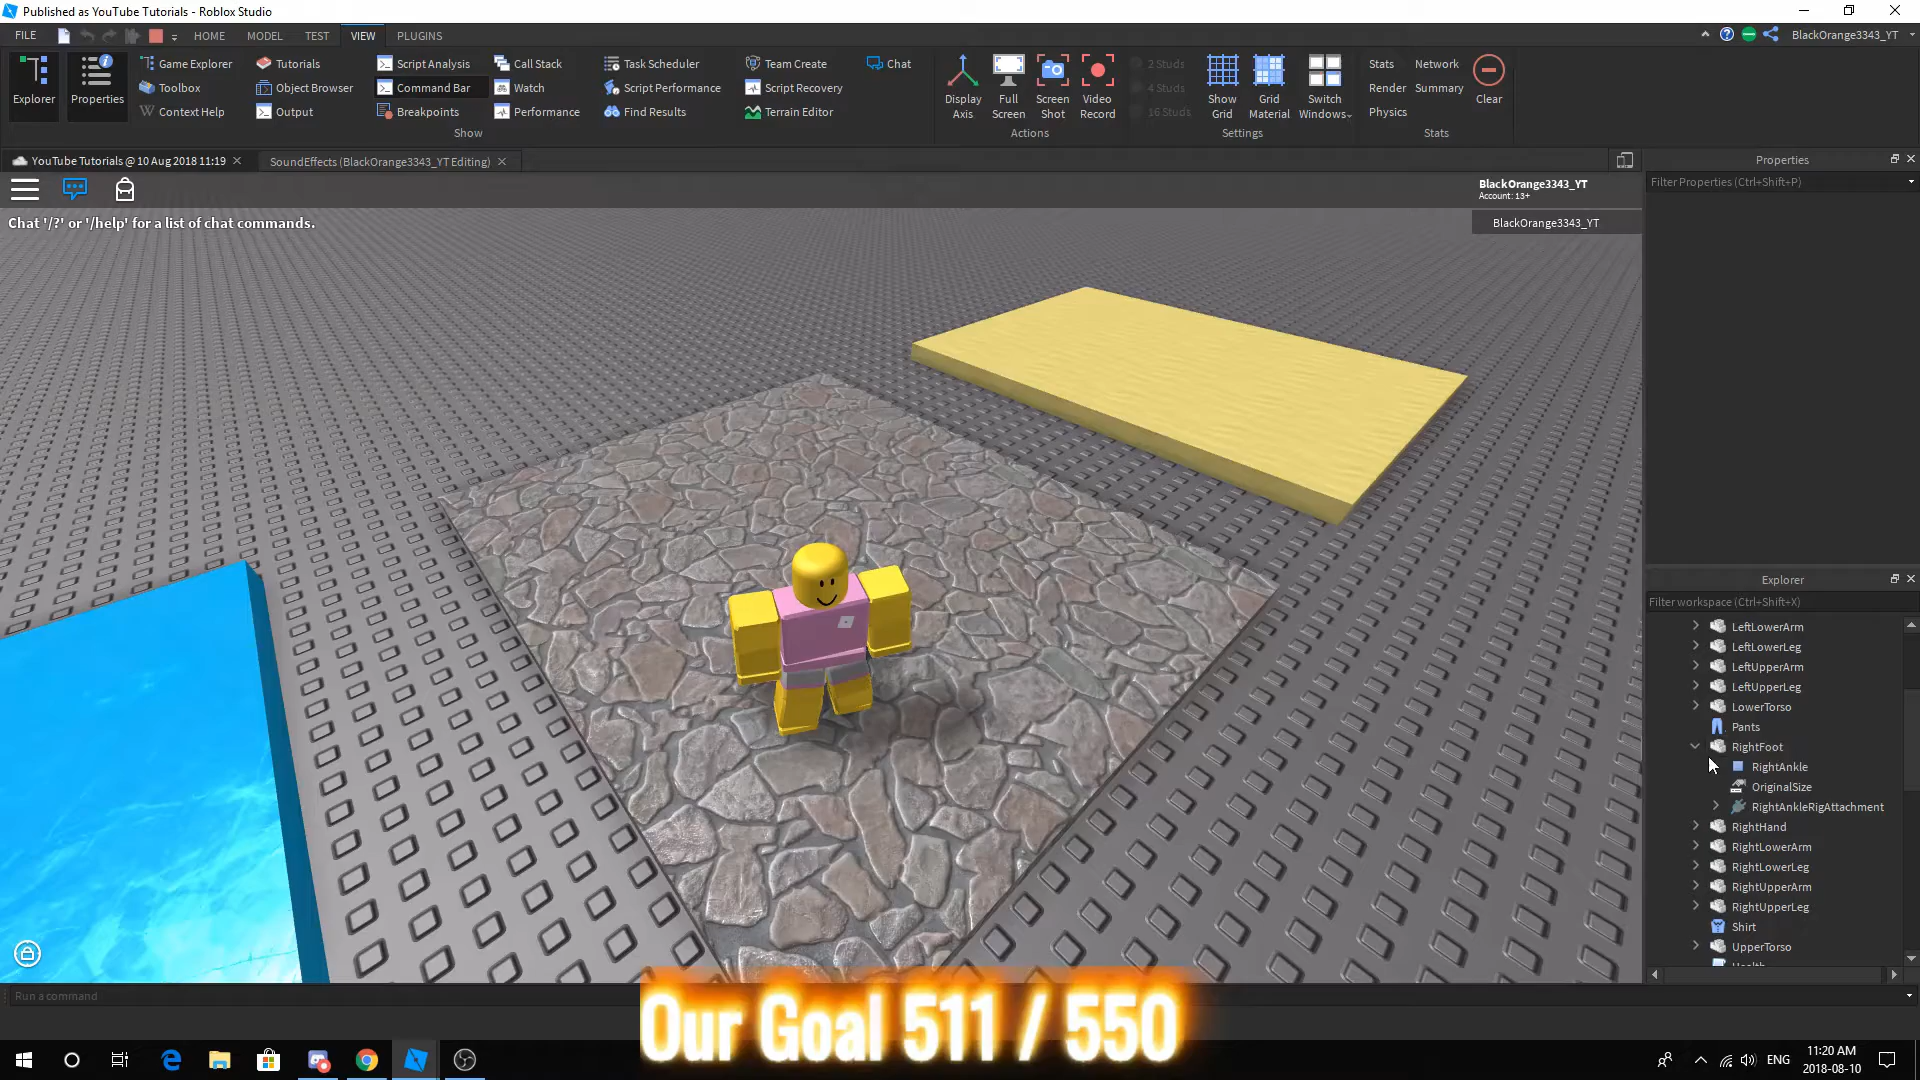 Published as YouTube Tutorials - Roblox Studio
FILE HOME MODEL TEST VIEW PLUGINS BlackOrange3343_YT
Explorer
Properties
Game Explorer
Toolbox
Context Help
Tutorials
Object Browser
Output
Script Analysis
Command Bar
Breakpoints
Call Stack
Watch
Performance
Task Scheduler
Script Performance
Find Results
Team Create
Script Recovery
Terrain Editor
Chat
Show
Display Axis
Full Screen
Screen Shot
Video Record
Actions
2 Studs
4 Studs
16 Studs
Show Grid
Grid Material
Switch Windows
Settings
Stats Network
Render Summary
Physics
Clear
Stats
YouTube Tutorials @ 10 Aug 2018 11:19
SoundEffects (BlackOrange3343_YT Editing)
BlackOrange3343_YT
Account: 13+
BlackOrange3343_YT
Chat '/?' or '/help' for a list of chat commands.
Properties
Filter Properties (Ctrl+Shift+P)
Explorer
Filter workspace (Ctrl+Shift+X)
LeftLowerArm
LeftLowerLeg
LeftUpperArm
LeftUpperLeg
LowerTorso
Pants
RightFoot
RightAnkle
OriginalSize
RightAnkleRigAttachment
RightHand
RightLowerArm
RightLowerLeg
RightUpperArm
RightUpperLeg
Shirt
UpperTorso
Health
Run a command
Our Goal 511 / 550
ENG
11:20 AM
2018-08-10